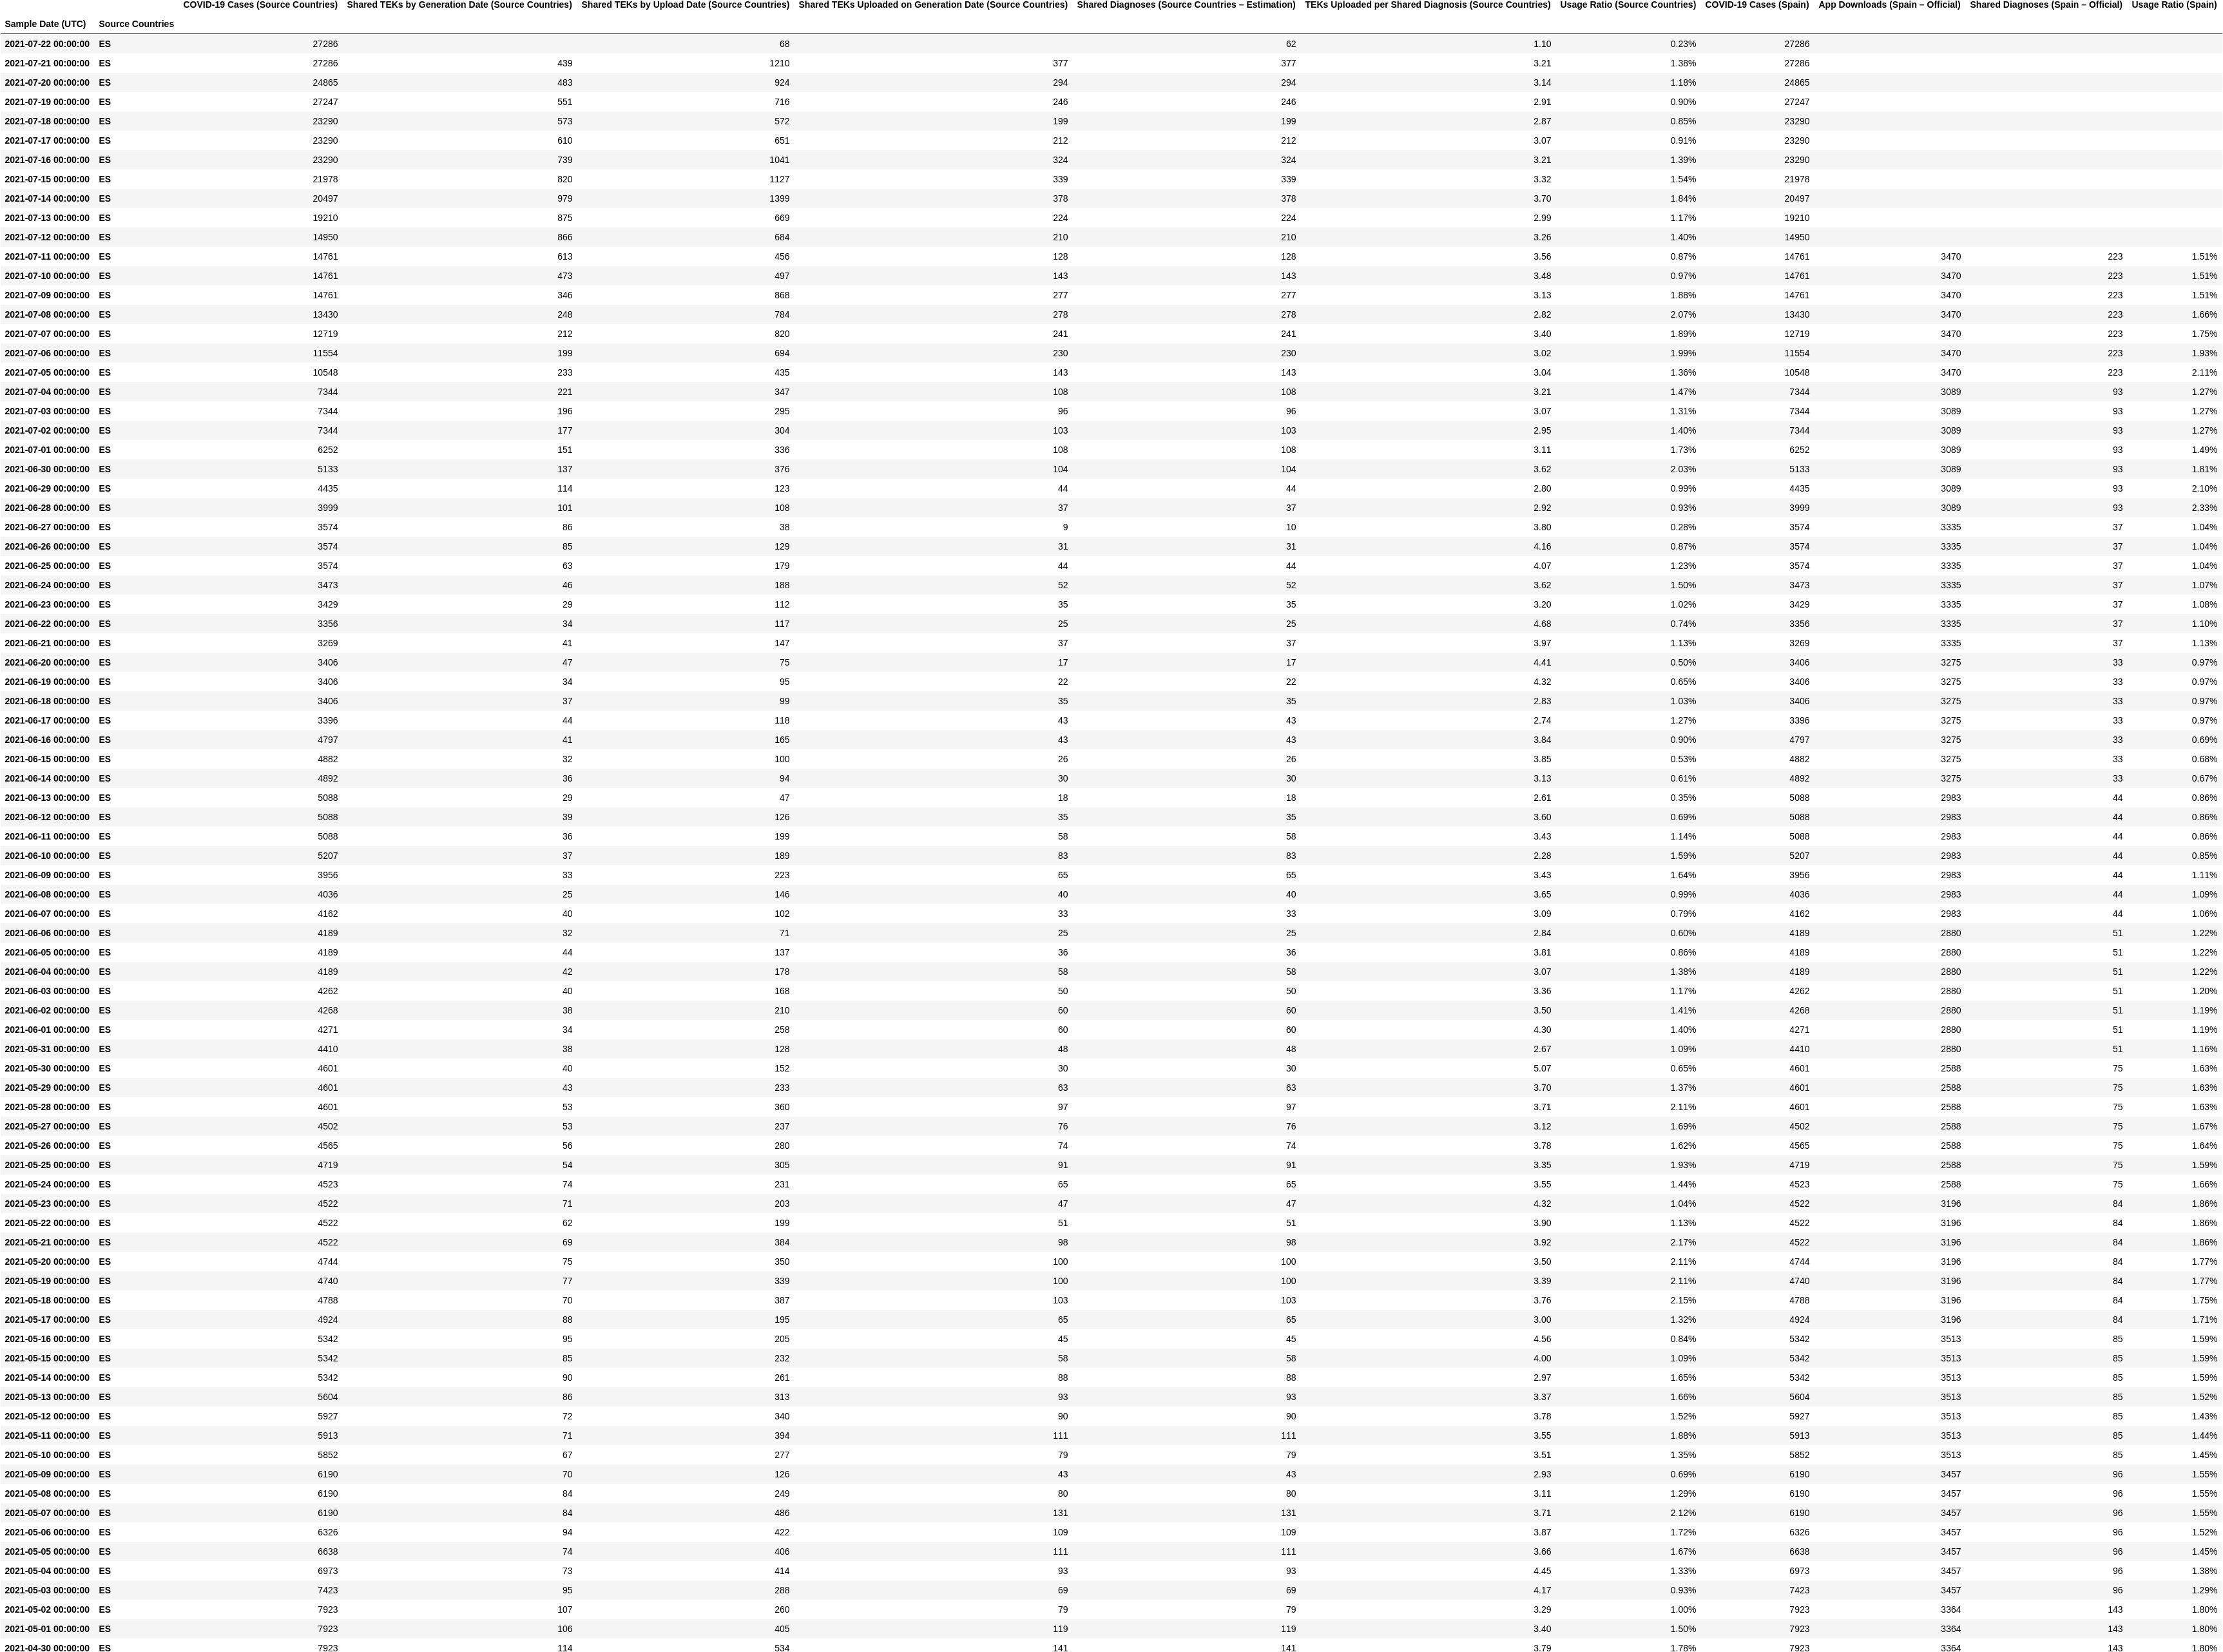 COVID-19 Cases (Source Countries) Shared TEKs by Generation Date (Source Countries) Shared TEKs by Upload Date (Source Countries) Shared TEKs Uploaded on Generation Date (Source Countries) Shared Diagnoses (Source Countries – Estimation) TEKs Uploaded per Shared Diagnosis (Source Countries) Usage Ratio (Source Countries) COVID-19 Cases (Spain) App Downloads (Spain – Official) Shared Diagnoses (Spain – Official) Usage Ratio (Spain)
Sample Date (UTC) Source Countries
2021-07-22 00:00:00 ES 27286 68 62 1.10 0.23% 27286
2021-07-21 00:00:00 ES 27286 439 1210 377 377 3.21 1.38% 27286
2021-07-20 00:00:00 ES 24865 483 924 294 294 3.14 1.18% 24865
2021-07-19 00:00:00 ES 27247 551 716 246 246 2.91 0.90% 27247
2021-07-18 00:00:00 ES 23290 573 572 199 199 2.87 0.85% 23290
2021-07-17 00:00:00 ES 23290 610 651 212 212 3.07 0.91% 23290
2021-07-16 00:00:00 ES 23290 739 1041 324 324 3.21 1.39% 23290
2021-07-15 00:00:00 ES 21978 820 1127 339 339 3.32 1.54% 21978
2021-07-14 00:00:00 ES 20497 979 1399 378 378 3.70 1.84% 20497
2021-07-13 00:00:00 ES 19210 875 669 224 224 2.99 1.17% 19210
2021-07-12 00:00:00 ES 14950 866 684 210 210 3.26 1.40% 14950
2021-07-11 00:00:00 ES 14761 613 456 128 128 3.56 0.87% 14761 3470 223 1.51%
2021-07-10 00:00:00 ES 14761 473 497 143 143 3.48 0.97% 14761 3470 223 1.51%
2021-07-09 00:00:00 ES 14761 346 868 277 277 3.13 1.88% 14761 3470 223 1.51%
2021-07-08 00:00:00 ES 13430 248 784 278 278 2.82 2.07% 13430 3470 223 1.66%
2021-07-07 00:00:00 ES 12719 212 820 241 241 3.40 1.89% 12719 3470 223 1.75%
2021-07-06 00:00:00 ES 11554 199 694 230 230 3.02 1.99% 11554 3470 223 1.93%
2021-07-05 00:00:00 ES 10548 233 435 143 143 3.04 1.36% 10548 3470 223 2.11%
2021-07-04 00:00:00 ES 7344 221 347 108 108 3.21 1.47% 7344 3089 93 1.27%
2021-07-03 00:00:00 ES 7344 196 295 96 96 3.07 1.31% 7344 3089 93 1.27%
2021-07-02 00:00:00 ES 7344 177 304 103 103 2.95 1.40% 7344 3089 93 1.27%
2021-07-01 00:00:00 ES 6252 151 336 108 108 3.11 1.73% 6252 3089 93 1.49%
2021-06-30 00:00:00 ES 5133 137 376 104 104 3.62 2.03% 5133 3089 93 1.81%
2021-06-29 00:00:00 ES 4435 114 123 44 44 2.80 0.99% 4435 3089 93 2.10%
2021-06-28 00:00:00 ES 3999 101 108 37 37 2.92 0.93% 3999 3089 93 2.33%
2021-06-27 00:00:00 ES 3574 86 38 9 10 3.80 0.28% 3574 3335 37 1.04%
2021-06-26 00:00:00 ES 3574 85 129 31 31 4.16 0.87% 3574 3335 37 1.04%
2021-06-25 00:00:00 ES 3574 63 179 44 44 4.07 1.23% 3574 3335 37 1.04%
2021-06-24 00:00:00 ES 3473 46 188 52 52 3.62 1.50% 3473 3335 37 1.07%
2021-06-23 00:00:00 ES 3429 29 112 35 35 3.20 1.02% 3429 3335 37 1.08%
2021-06-22 00:00:00 ES 3356 34 117 25 25 4.68 0.74% 3356 3335 37 1.10%
2021-06-21 00:00:00 ES 3269 41 147 37 37 3.97 1.13% 3269 3335 37 1.13%
2021-06-20 00:00:00 ES 3406 47 75 17 17 4.41 0.50% 3406 3275 33 0.97%
2021-06-19 00:00:00 ES 3406 34 95 22 22 4.32 0.65% 3406 3275 33 0.97%
2021-06-18 00:00:00 ES 3406 37 99 35 35 2.83 1.03% 3406 3275 33 0.97%
2021-06-17 00:00:00 ES 3396 44 118 43 43 2.74 1.27% 3396 3275 33 0.97%
2021-06-16 00:00:00 ES 4797 41 165 43 43 3.84 0.90% 4797 3275 33 0.69%
2021-06-15 00:00:00 ES 4882 32 100 26 26 3.85 0.53% 4882 3275 33 0.68%
2021-06-14 00:00:00 ES 4892 36 94 30 30 3.13 0.61% 4892 3275 33 0.67%
2021-06-13 00:00:00 ES 5088 29 47 18 18 2.61 0.35% 5088 2983 44 0.86%
2021-06-12 00:00:00 ES 5088 39 126 35 35 3.60 0.69% 5088 2983 44 0.86%
2021-06-11 00:00:00 ES 5088 36 199 58 58 3.43 1.14% 5088 2983 44 0.86%
2021-06-10 00:00:00 ES 5207 37 189 83 83 2.28 1.59% 5207 2983 44 0.85%
2021-06-09 00:00:00 ES 3956 33 223 65 65 3.43 1.64% 3956 2983 44 1.11%
2021-06-08 00:00:00 ES 4036 25 146 40 40 3.65 0.99% 4036 2983 44 1.09%
2021-06-07 00:00:00 ES 4162 40 102 33 33 3.09 0.79% 4162 2983 44 1.06%
2021-06-06 00:00:00 ES 4189 32 71 25 25 2.84 0.60% 4189 2880 51 1.22%
2021-06-05 00:00:00 ES 4189 44 137 36 36 3.81 0.86% 4189 2880 51 1.22%
2021-06-04 00:00:00 ES 4189 42 178 58 58 3.07 1.38% 4189 2880 51 1.22%
2021-06-03 00:00:00 ES 4262 40 168 50 50 3.36 1.17% 4262 2880 51 1.20%
2021-06-02 00:00:00 ES 4268 38 210 60 60 3.50 1.41% 4268 2880 51 1.19%
2021-06-01 00:00:00 ES 4271 34 258 60 60 4.30 1.40% 4271 2880 51 1.19%
2021-05-31 00:00:00 ES 4410 38 128 48 48 2.67 1.09% 4410 2880 51 1.16%
2021-05-30 00:00:00 ES 4601 40 152 30 30 5.07 0.65% 4601 2588 75 1.63%
2021-05-29 00:00:00 ES 4601 43 233 63 63 3.70 1.37% 4601 2588 75 1.63%
2021-05-28 00:00:00 ES 4601 53 360 97 97 3.71 2.11% 4601 2588 75 1.63%
2021-05-27 00:00:00 ES 4502 53 237 76 76 3.12 1.69% 4502 2588 75 1.67%
2021-05-26 00:00:00 ES 4565 56 280 74 74 3.78 1.62% 4565 2588 75 1.64%
2021-05-25 00:00:00 ES 4719 54 305 91 91 3.35 1.93% 4719 2588 75 1.59%
2021-05-24 00:00:00 ES 4523 74 231 65 65 3.55 1.44% 4523 2588 75 1.66%
2021-05-23 00:00:00 ES 4522 71 203 47 47 4.32 1.04% 4522 3196 84 1.86%
2021-05-22 00:00:00 ES 4522 62 199 51 51 3.90 1.13% 4522 3196 84 1.86%
2021-05-21 00:00:00 ES 4522 69 384 98 98 3.92 2.17% 4522 3196 84 1.86%
2021-05-20 00:00:00 ES 4744 75 350 100 100 3.50 2.11% 4744 3196 84 1.77%
2021-05-19 00:00:00 ES 4740 77 339 100 100 3.39 2.11% 4740 3196 84 1.77%
2021-05-18 00:00:00 ES 4788 70 387 103 103 3.76 2.15% 4788 3196 84 1.75%
2021-05-17 00:00:00 ES 4924 88 195 65 65 3.00 1.32% 4924 3196 84 1.71%
2021-05-16 00:00:00 ES 5342 95 205 45 45 4.56 0.84% 5342 3513 85 1.59%
2021-05-15 00:00:00 ES 5342 85 232 58 58 4.00 1.09% 5342 3513 85 1.59%
2021-05-14 00:00:00 ES 5342 90 261 88 88 2.97 1.65% 5342 3513 85 1.59%
2021-05-13 00:00:00 ES 5604 86 313 93 93 3.37 1.66% 5604 3513 85 1.52%
2021-05-12 00:00:00 ES 5927 72 340 90 90 3.78 1.52% 5927 3513 85 1.43%
2021-05-11 00:00:00 ES 5913 71 394 111 111 3.55 1.88% 5913 3513 85 1.44%
2021-05-10 00:00:00 ES 5852 67 277 79 79 3.51 1.35% 5852 3513 85 1.45%
2021-05-09 00:00:00 ES 6190 70 126 43 43 2.93 0.69% 6190 3457 96 1.55%
2021-05-08 00:00:00 ES 6190 84 249 80 80 3.11 1.29% 6190 3457 96 1.55%
2021-05-07 00:00:00 ES 6190 84 486 131 131 3.71 2.12% 6190 3457 96 1.55%
2021-05-06 00:00:00 ES 6326 94 422 109 109 3.87 1.72% 6326 3457 96 1.52%
2021-05-05 00:00:00 ES 6638 74 406 111 111 3.66 1.67% 6638 3457 96 1.45%
2021-05-04 00:00:00 ES 6973 73 414 93 93 4.45 1.33% 6973 3457 96 1.38%
2021-05-03 00:00:00 ES 7423 95 288 69 69 4.17 0.93% 7423 3457 96 1.29%
2021-05-02 00:00:00 ES 7923 107 260 79 79 3.29 1.00% 7923 3364 143 1.80%
2021-05-01 00:00:00 ES 7923 106 405 119 119 3.40 1.50% 7923 3364 143 1.80%
2021-04-30 00:00:00 ES 7923 114 534 141 141 3.79 1.78% 7923 3364 143 1.80%